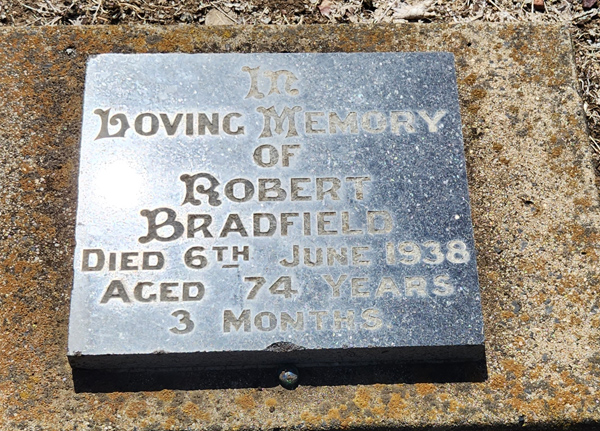 In
Loving Memory
of
Robert
Bradfield
Died 6th June 1938
Aged 74 Years
3 Months